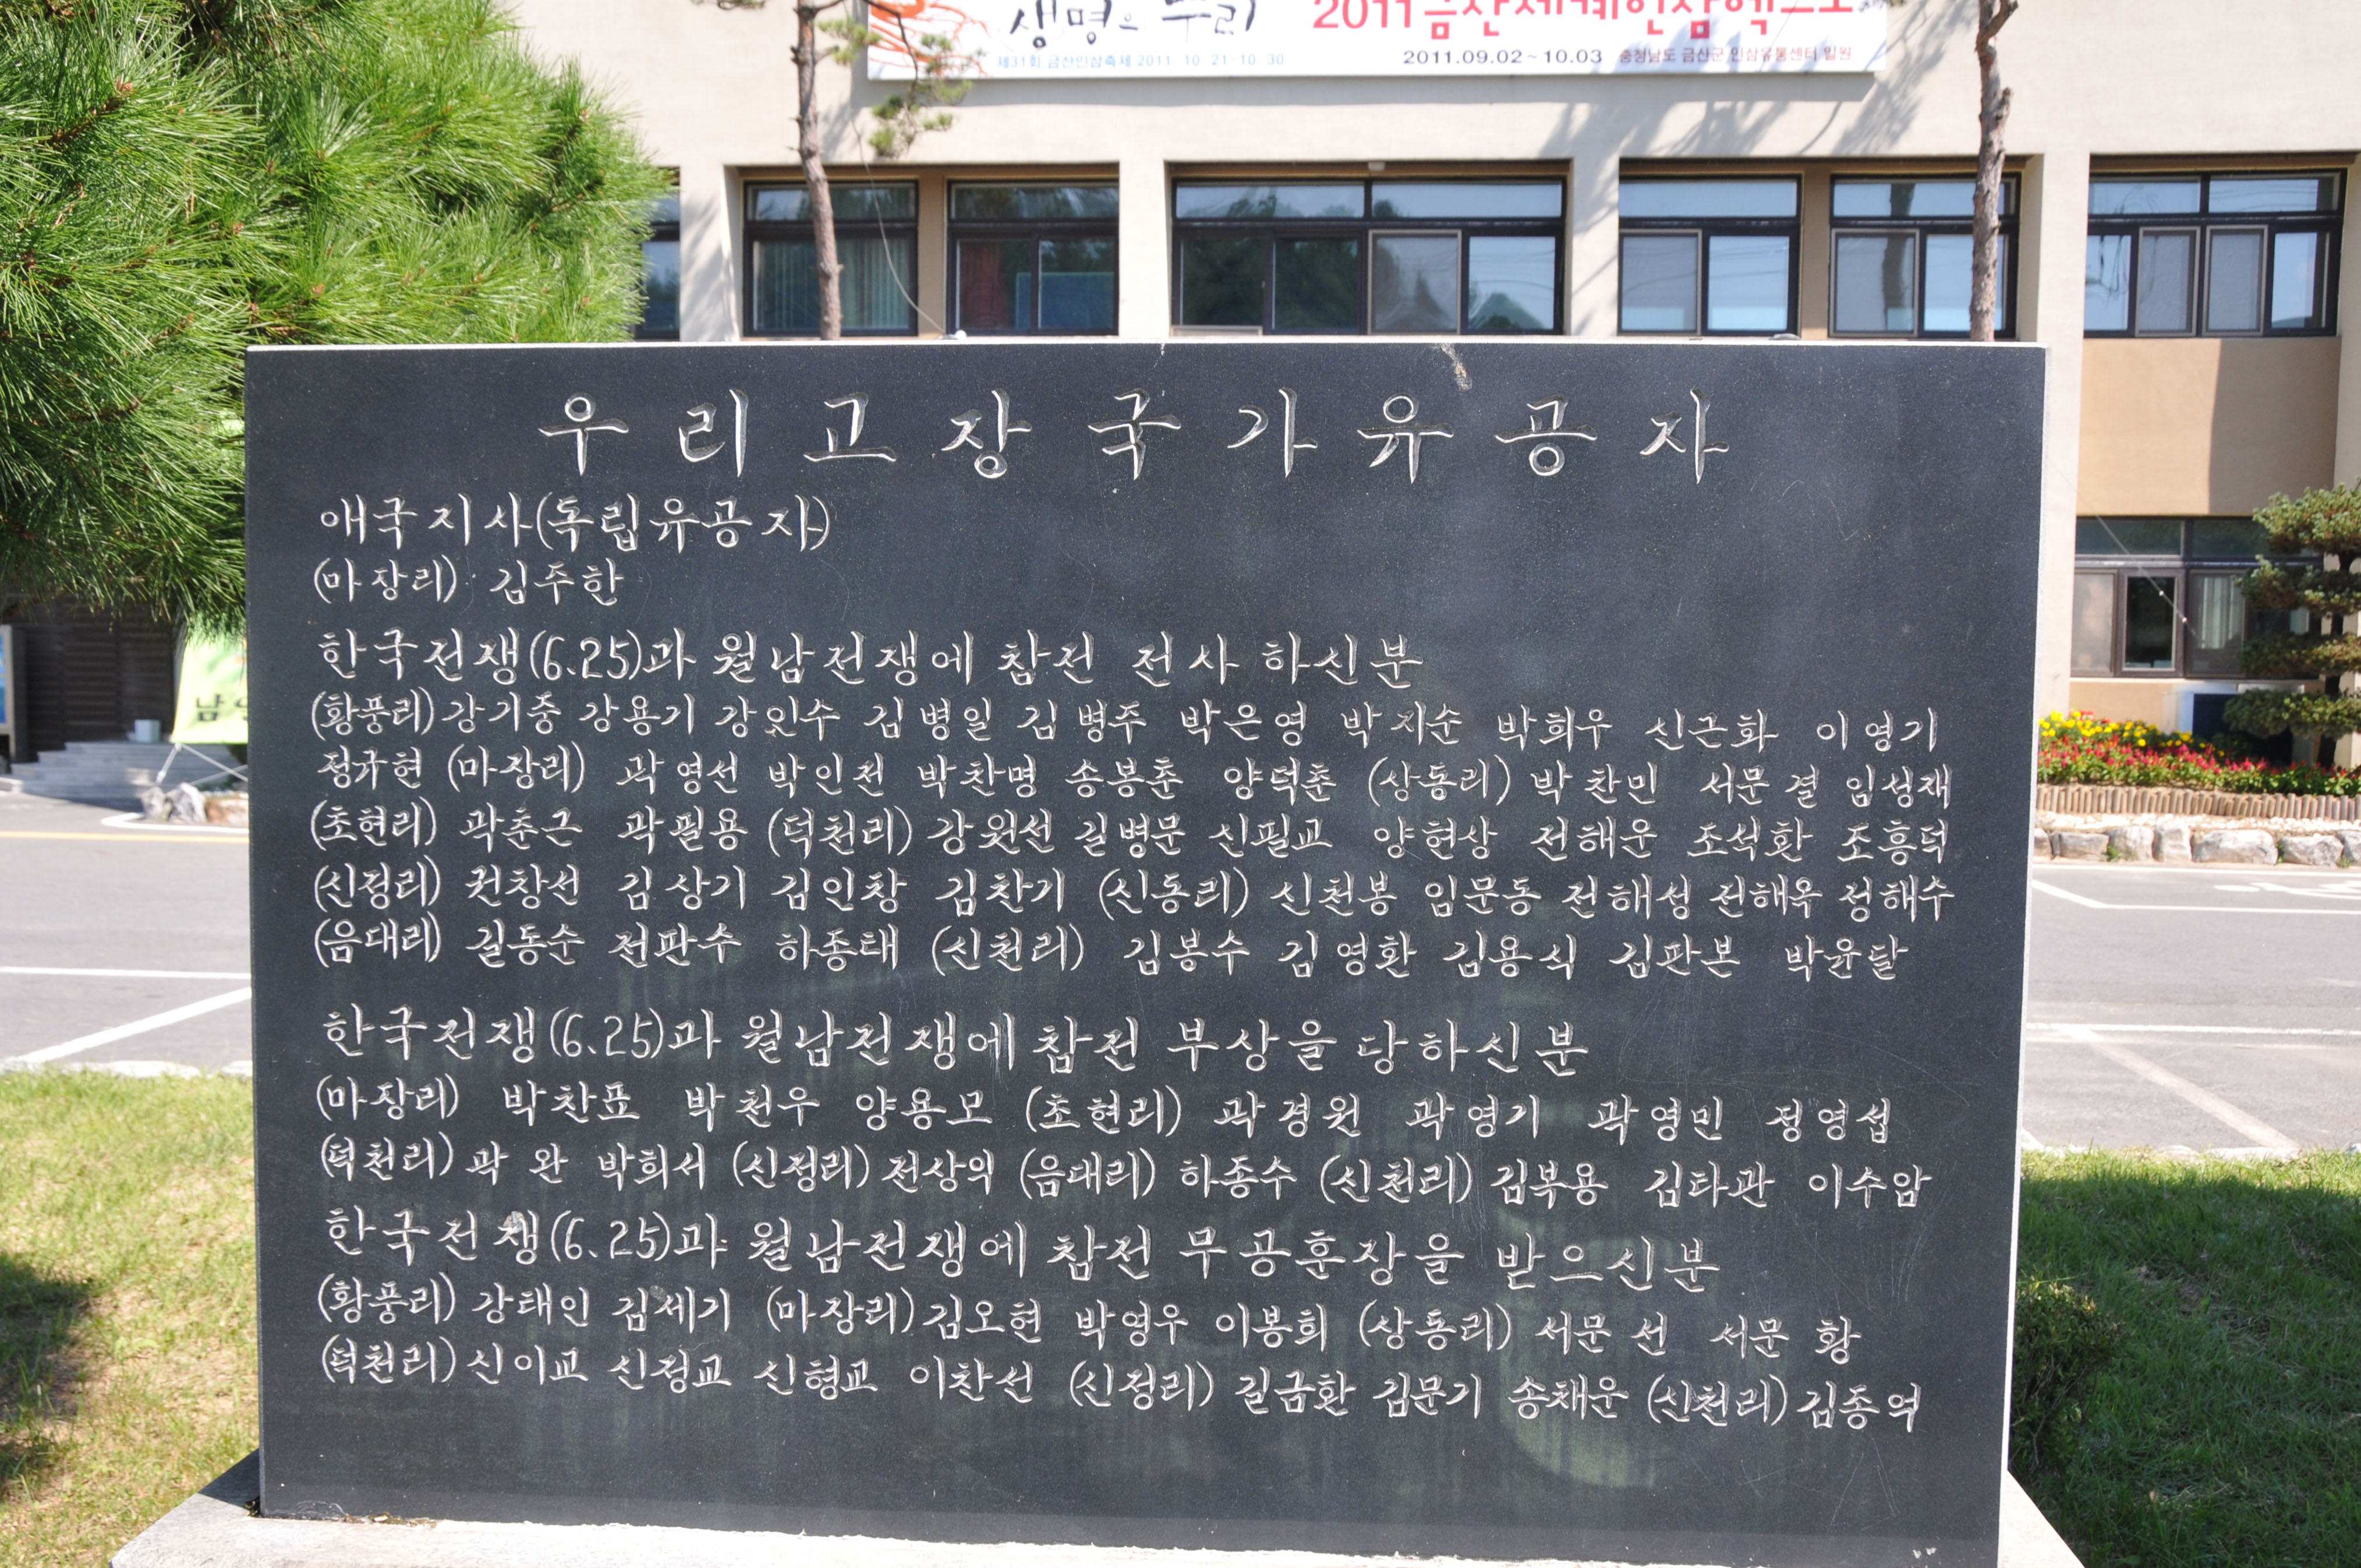 생명의 뿌리 2011금산세계인삼엑스포
제31회 금산인삼축제 2011. 10. 21-10. 30 2011.09.02~10.03 충청남도 금산군 인삼유통센터 일원
우리고장국가유공자
애국지사(독립유공자)
(마장리) 김주한
한국전쟁(6.25)과 월남전쟁에 참전 전사 하신분
(황풍리) 강기중 강용기 강인수 김병일 김병주 박은영 박지순 박희우 신근화 이영기
정규현 (마장리) 곽영선 박인전 박찬명 송봉춘 양덕춘 (상동리) 박찬민 서문결 임성재
(초현리) 곽춘근 곽필용 (덕천리) 강원선 길병문 신필교 양현상 전해운 조석환 조흥덕
(신정리) 권창선 김상기 김인창 김찬기 (신동리) 신천봉 임문동 전해성 전해옥 정해수
(음대리) 길동순 전판수 하종태 (신천리) 김봉수 김영환 김용식 김판본 박윤달
한국전쟁(6.25)과 월남전쟁에 참전 부상을 당하신분
(마장리) 박찬표 박천우 양용모 (초현리) 곽경원 곽영기 곽영민 정영섭
(덕천리) 곽완 박희서 (신정리) 전상익 (음대리) 하종수 (신천리) 김복용 김타관 이수암
한국전쟁(6.25)과 월남전쟁에 참전 무공훈장을 받으신분
(황풍리) 강태인 김세기 (마장리) 김오현 박영우 이봉희 (상동리) 서문선 서문황
(덕천리) 신이교 신정교 신형교 이찬선 (신정리) 길금환 김문기 송채운 (신천리) 김종억